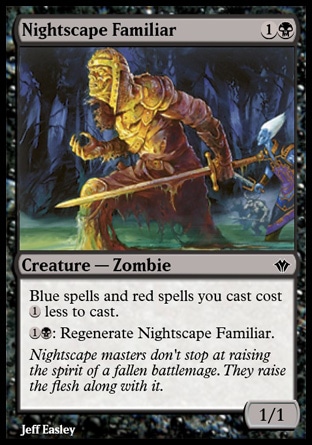 Nightscape Familiar 1
Creature — Zombie
Blue spells and red spells you cast cost
1 less to cast.
1: Regenerate Nightscape Familiar.
Nightscape masters don't stop at raising
the spirit of a fallen battlemage. They raise
the flesh along with it.
Jeff Easley
1/1